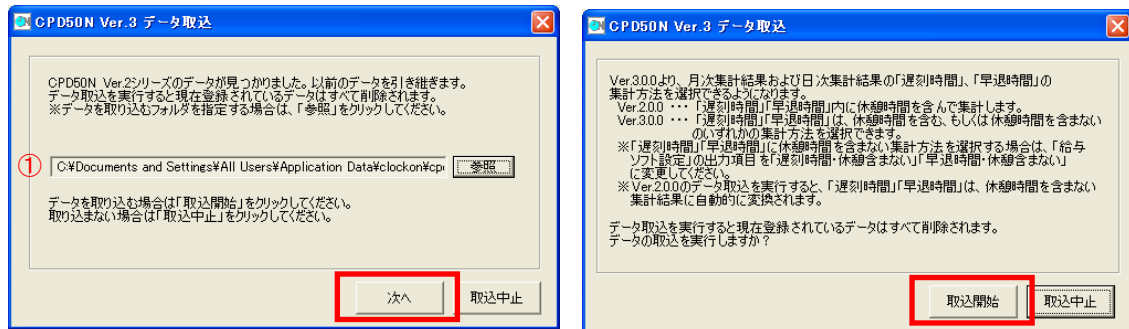 CPD50N Ver.3 データ取込
CPD50N Ver.2シリーズのデータが見つかりました。以前のデータを引き継ぎます。
データ取込を実行すると現在登録されているデータはすべて削除されます。
※データを取り込むフォルダを指定する場合は、「参照」をクリックしてください。
①
C:¥Documents and Settings¥All Users¥Application Data¥clockon¥cp
参照
データを取り込む場合は「取込開始」をクリックしてください。
取り込まない場合は「取込中止」をクリックしてください。
次へ
取込中止
CPD50N Ver.3 データ取込
Ver.3.0.0より、月次集計結果および日次集計結果の「遅刻時間」、「早退時間」の
集計方法を選択できるようになります。
Ver.2.0.0 ・・・ 「遅刻時間」「早退時間」内に休憩時間を含んで集計します。
Ver.3.0.0 ・・・ 「遅刻時間」「早退時間」は、休憩時間を含む、もしくは休憩時間を含まない
のいずれかの集計方法を選択できます。
※「遅刻時間」「早退時間」に休憩時間を含まない集計方法を選択する場合は、「給与
ソフト設定」の出力項目を「遅刻時間・休憩含まない」「早退時間・休憩含まない」
に変更してください。
※Ver.2.0.0のデータ取込を実行すると、「遅刻時間」「早退時間」は、休憩時間を含まない
集計結果に自動的に変換されます。
データ取込を実行すると現在登録されているデータはすべて削除されます。
データの取込を実行しますか？
取込開始
取込中止